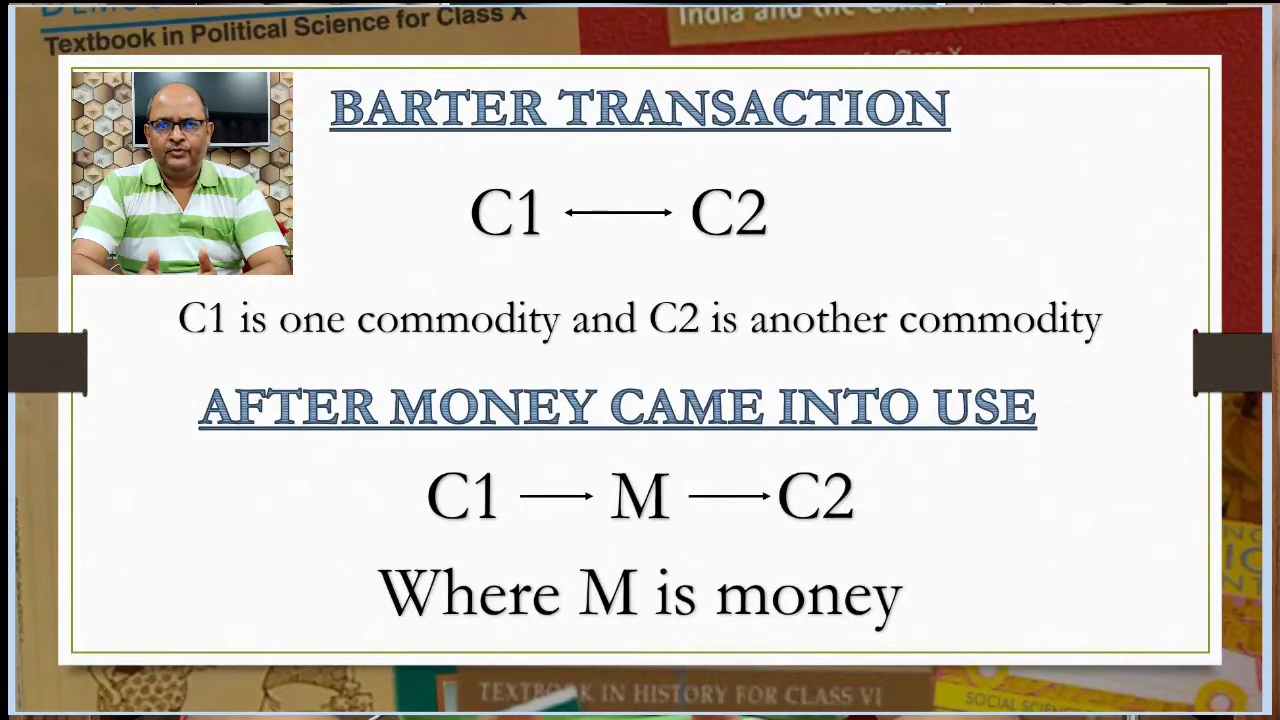 Textbook in Political Science for Class X
India and the
BARTER TRANSACTION
C1 ⟷ C2
C1 is one commodity and C2 is another commodity
AFTER MONEY CAME INTO USE
C1 ⟶ M ⟶ C2
Where M is money
TEXTBOOK IN HISTORY FOR CLASS VI
SOCIAL SCIENCE